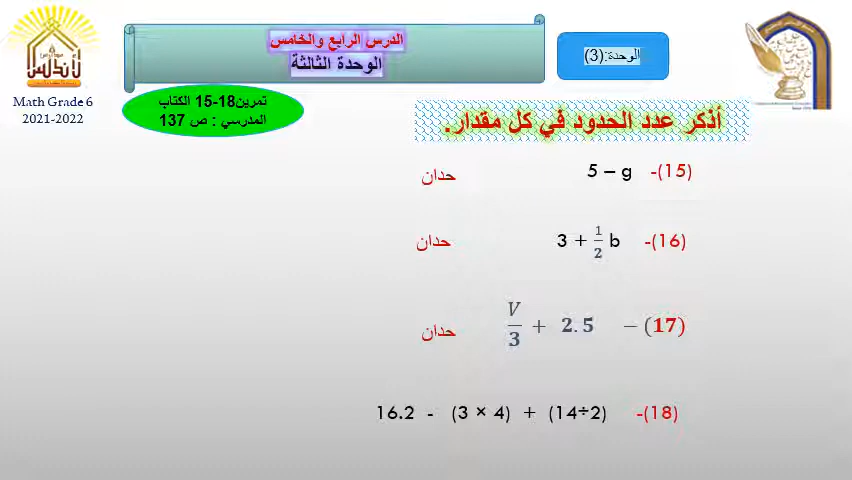 الدرس الرابع والخامس
الوحدة الثالثة
الوحدة:(3)
الأندلس
Math Grade 6
2021-2022
تمرين18-15 الكتاب
المدرسي : ص 137
أذكر عدد الحدود في كل مقدار.
(15)- 5 – g حدان
(16)- 3 + 1/2 b حدان
(17) – V/3 + 2.5 حدان
(18)- 16.2 - (3 × 4) + (14÷2)